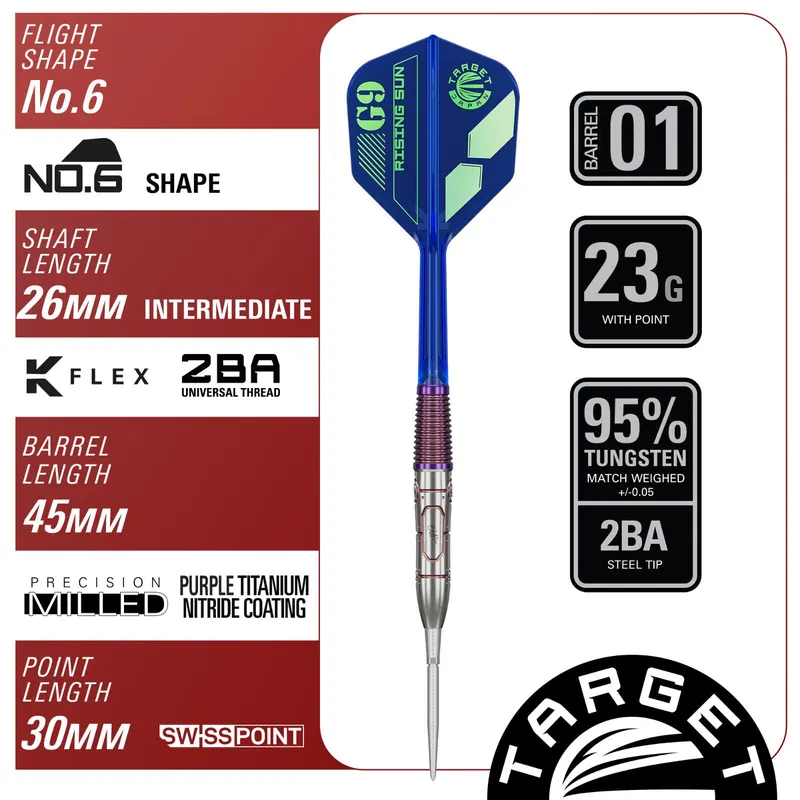 FLIGHT
SHAPE
No.6
NO.6 SHAPE
SHAFT
LENGTH
26MM INTERMEDIATE
K FLEX
2BA
UNIVERSAL THREAD
BARREL
LENGTH
45MM
PRECISION
MILLED
PURPLE TITANIUM
NITRIDE COATING
POINT
LENGTH
30MM
SWISSPOINT
G9
RISING SUN
TARGET
JAPAN
BARREL
01
23G
WITH POINT
95%
TUNGSTEN
MATCH WEIGHED
+/-0.05
2BA
STEEL TIP
TARGET